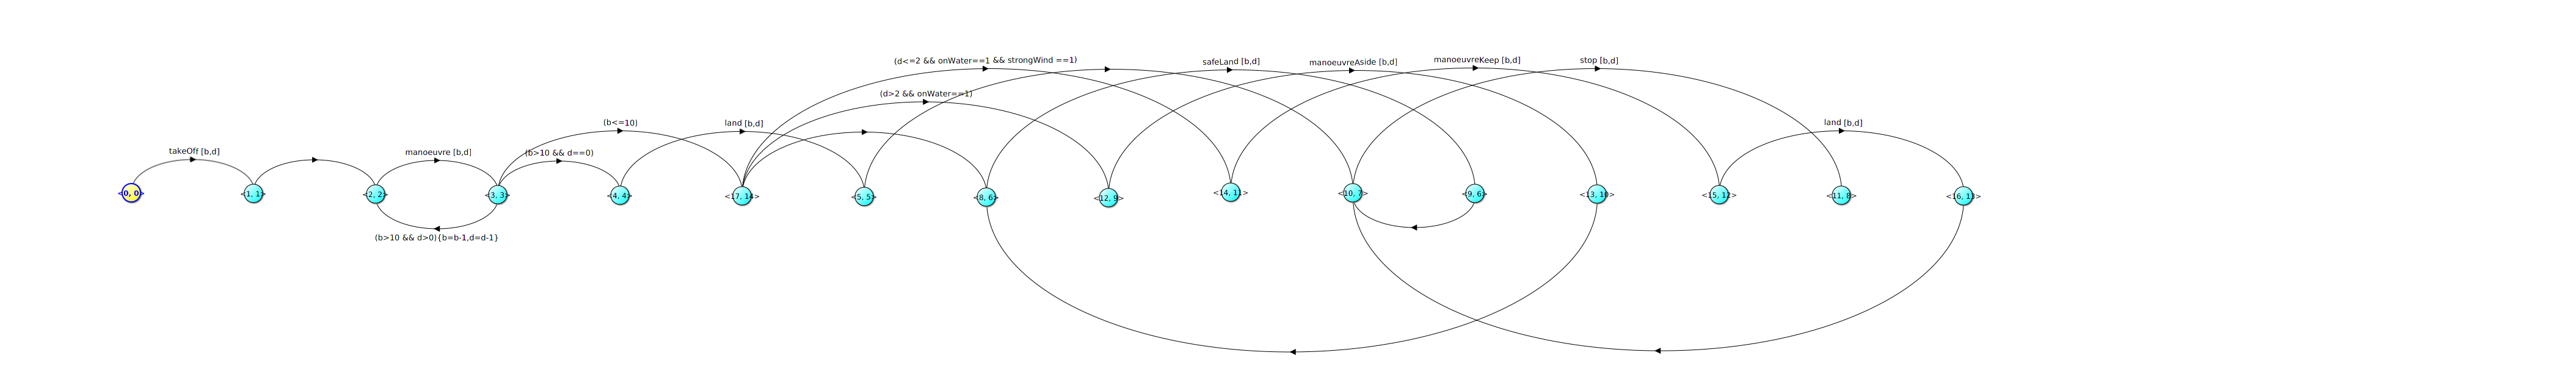 (d<=2 && onWater==1 && strongWind ==1)
safeLand [b,d]
manoeuvreAside [b,d]
manoeuvreKeep [b,d]
stop [b,d]
(d>2 && onWater==1)
(b<=10)
land [b,d]
land [b,d]
takeOff [b,d]
manoeuvre [b,d]
(b>10 && d==0)
<0, 0>
<1, 1>
<2, 2>
<3, 3>
<4, 4>
<17, 14>
<5, 5>
<8, 6>
<12, 9>
<14, 11>
<10, 7>
<9, 6>
<13, 10>
<15, 12>
<11, 8>
<16, 13>
(b>10 && d>0){b=b-1,d=d-1}